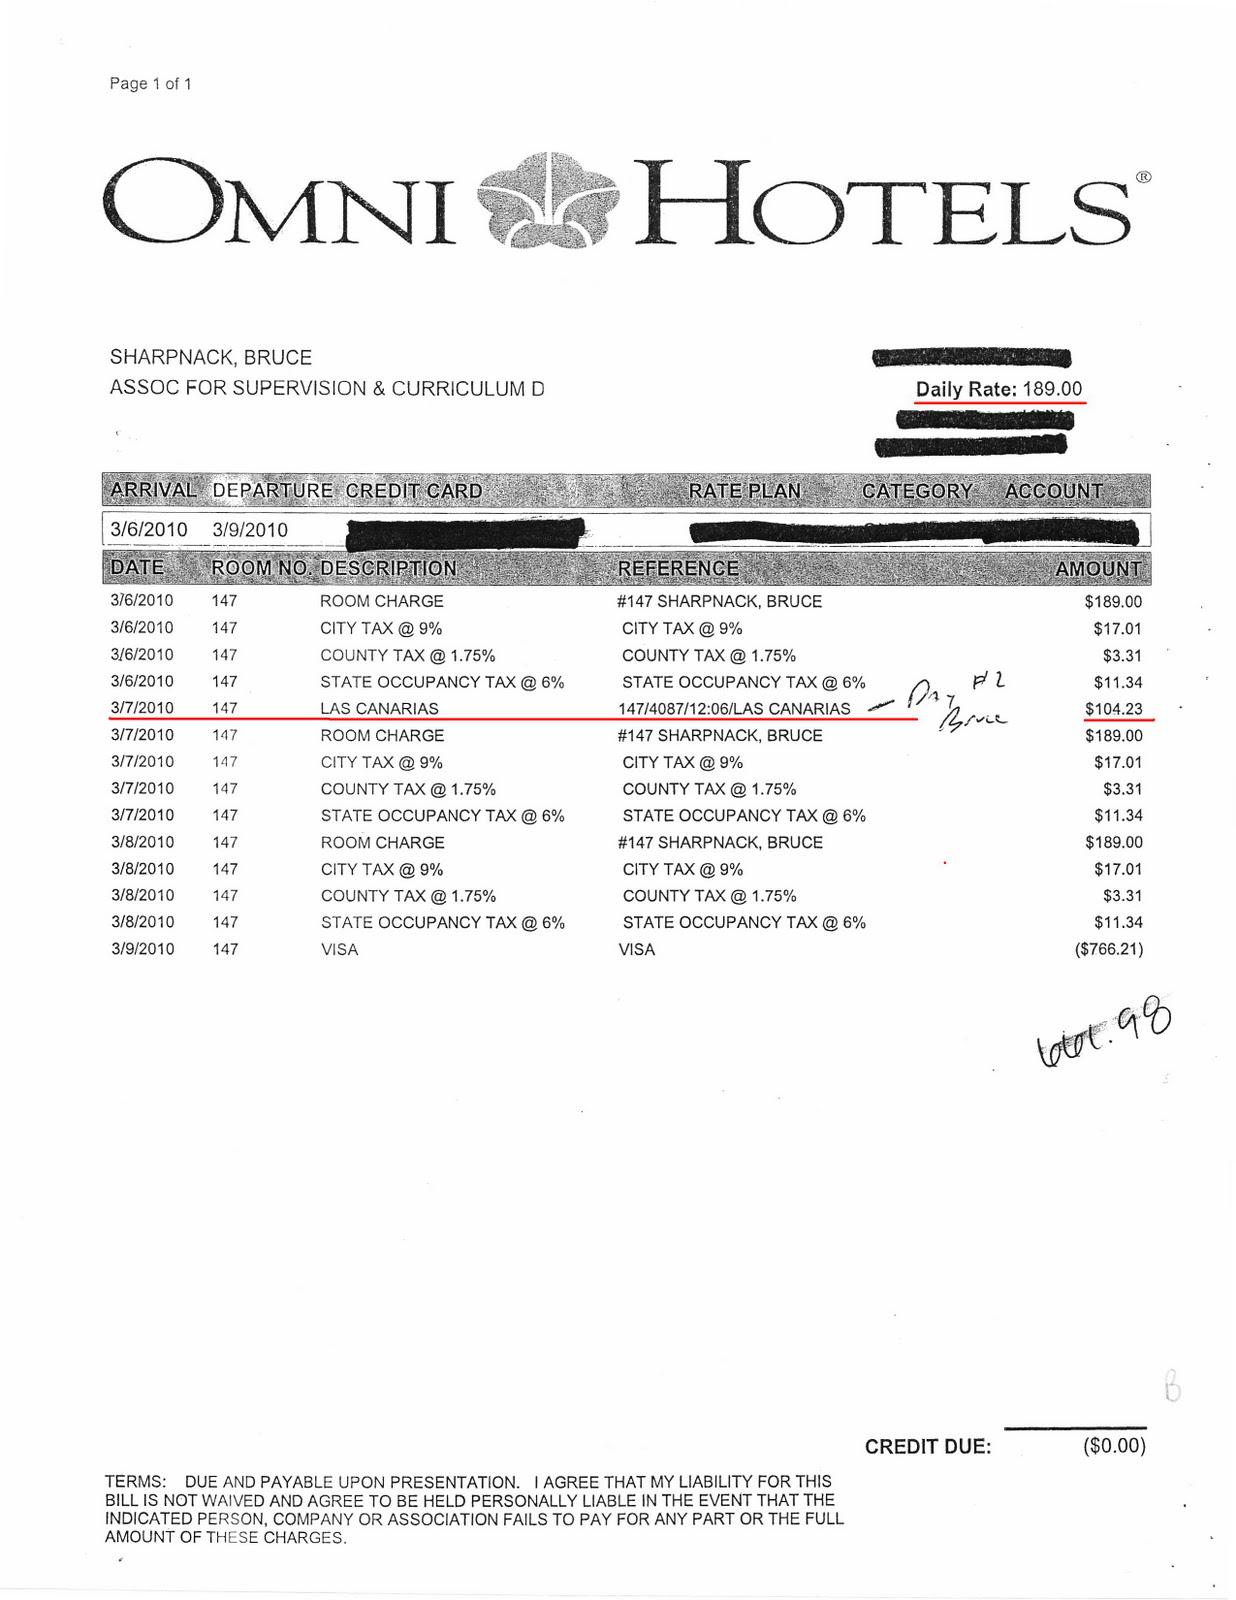 Page 1 of 1
OMNI HOTELS®
SHARPNACK, BRUCE
ASSOC FOR SUPERVISION & CURRICULUM D
Daily Rate: 189.00
ARRIVAL DEPARTURE CREDIT CARD RATE PLAN CATEGORY ACCOUNT
3/6/2010 3/9/2010
DATE ROOM NO. DESCRIPTION REFERENCE AMOUNT
3/6/2010 147 ROOM CHARGE #147 SHARPNACK, BRUCE $189.00
3/6/2010 147 CITY TAX @ 9% CITY TAX @ 9% $17.01
3/6/2010 147 COUNTY TAX @ 1.75% COUNTY TAX @ 1.75% $3.31
3/6/2010 147 STATE OCCUPANCY TAX @ 6% STATE OCCUPANCY TAX @ 6% $11.34
3/7/2010 147 LAS CANARIAS 147/4087/12:06/LAS CANARIAS – Day #2 $104.23
Bruce
3/7/2010 147 ROOM CHARGE #147 SHARPNACK, BRUCE $189.00
3/7/2010 147 CITY TAX @ 9% CITY TAX @ 9% $17.01
3/7/2010 147 COUNTY TAX @ 1.75% COUNTY TAX @ 1.75% $3.31
3/7/2010 147 STATE OCCUPANCY TAX @ 6% STATE OCCUPANCY TAX @ 6% $11.34
3/8/2010 147 ROOM CHARGE #147 SHARPNACK, BRUCE $189.00
3/8/2010 147 CITY TAX @ 9% CITY TAX @ 9% $17.01
3/8/2010 147 COUNTY TAX @ 1.75% COUNTY TAX @ 1.75% $3.31
3/8/2010 147 STATE OCCUPANCY TAX @ 6% STATE OCCUPANCY TAX @ 6% $11.34
3/9/2010 147 VISA VISA ($766.21)
B
CREDIT DUE: ($0.00)
TERMS: DUE AND PAYABLE UPON PRESENTATION. I AGREE THAT MY LIABILITY FOR THIS
BILL IS NOT WAIVED AND AGREE TO BE HELD PERSONALLY LIABLE IN THE EVENT THAT THE
INDICATED PERSON, COMPANY OR ASSOCIATION FAILS TO PAY FOR ANY PART OR THE FULL
AMOUNT OF THESE CHARGES.